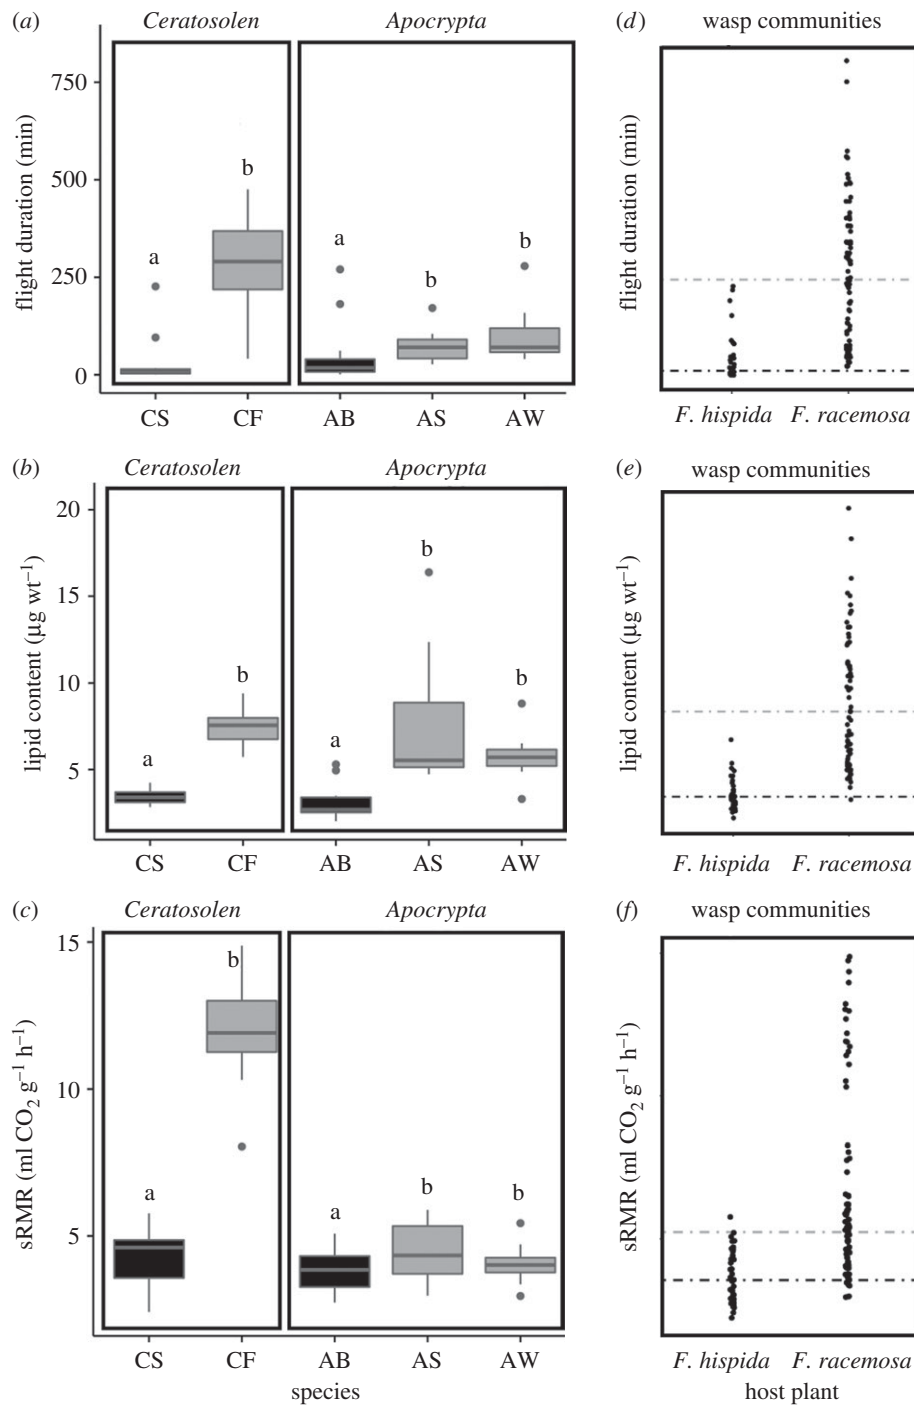 (a) Ceratosolen Apocrypta
flight duration (min)
750
500
250
0
a
b
a
b
b
CS CF AB AS AW
(d) wasp communities
flight duration (min)
F. hispida F. racemosa
(b) Ceratosolen Apocrypta
lipid content (µg wt⁻¹)
20
15
10
5
a
b
a
b
b
CS CF AB AS AW
(e) wasp communities
lipid content (µg wt⁻¹)
F. hispida F. racemosa
(c) Ceratosolen Apocrypta
sRMR (ml CO₂ g⁻¹ h⁻¹)
15
10
5
a
b
a
b
b
CS CF AB AS AW
species
(f) wasp communities
sRMR (ml CO₂ g⁻¹ h⁻¹)
F. hispida F. racemosa
host plant